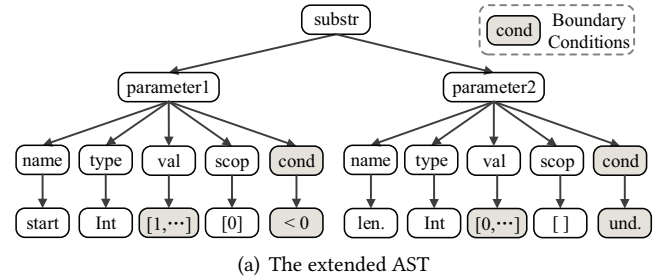 substr
cond
Boundary
Conditions
parameter1
parameter2
name type val scop cond
name type val scop cond
start Int [1,⋯] [0] < 0
len. Int [0,⋯] [ ] und.
(a) The extended AST